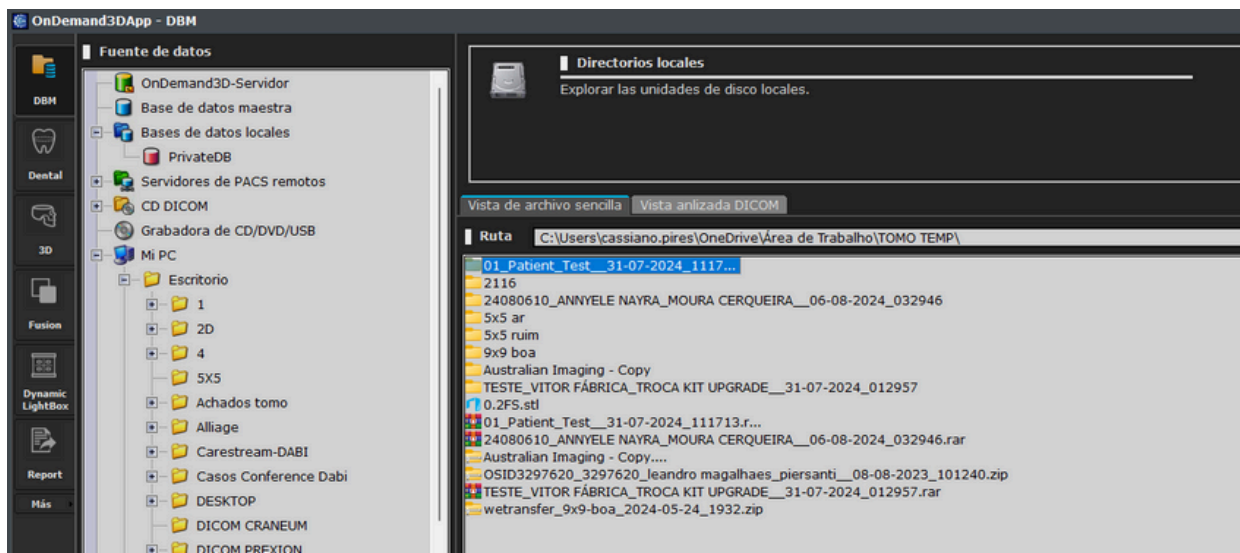 OnDemand3DApp - DBM
DBM
Dental
3D
Fusion
Dynamic
LightBox
Report
Más
Fuente de datos
OnDemand3D-Servidor
Base de datos maestra
Bases de datos locales
PrivateDB
Servidores de PACS remotos
CD DICOM
Grabadora de CD/DVD/USB
Mi PC
Escritorio
1
2D
4
5X5
Achados tomo
Alliage
Carestream-DABI
Casos Conference Dabi
DESKTOP
DICOM CRANEUM
DICOM PREXION
Directorios locales
Explorar las unidades de disco locales.
Vista de archivo sencilla
Vista anlizada DICOM
Ruta C:\Users\cassiano.pires\OneDrive\Área de Trabalho\TOMO TEMP\
01_Patient_Test__31-07-2024_1117...
2116
24080610_ANNYELE NAYRA_MOURA CERQUEIRA__06-08-2024_032946
5x5 ar
5x5 ruim
9x9 boa
Australian Imaging - Copy
TESTE_VITOR FÁBRICA_TROCA KIT UPGRADE__31-07-2024_012957
0.2FS.stl
01_Patient_Test__31-07-2024_111713.r...
24080610_ANNYELE NAYRA_MOURA CERQUEIRA__06-08-2024_032946.rar
Australian Imaging - Copy....
OSID3297620_3297620_leandro magalhaes_piersanti__08-08-2023_101240.zip
TESTE_VITOR FÁBRICA_TROCA KIT UPGRADE__31-07-2024_012957.rar
wetransfer_9x9-boa_2024-05-24_1932.zip